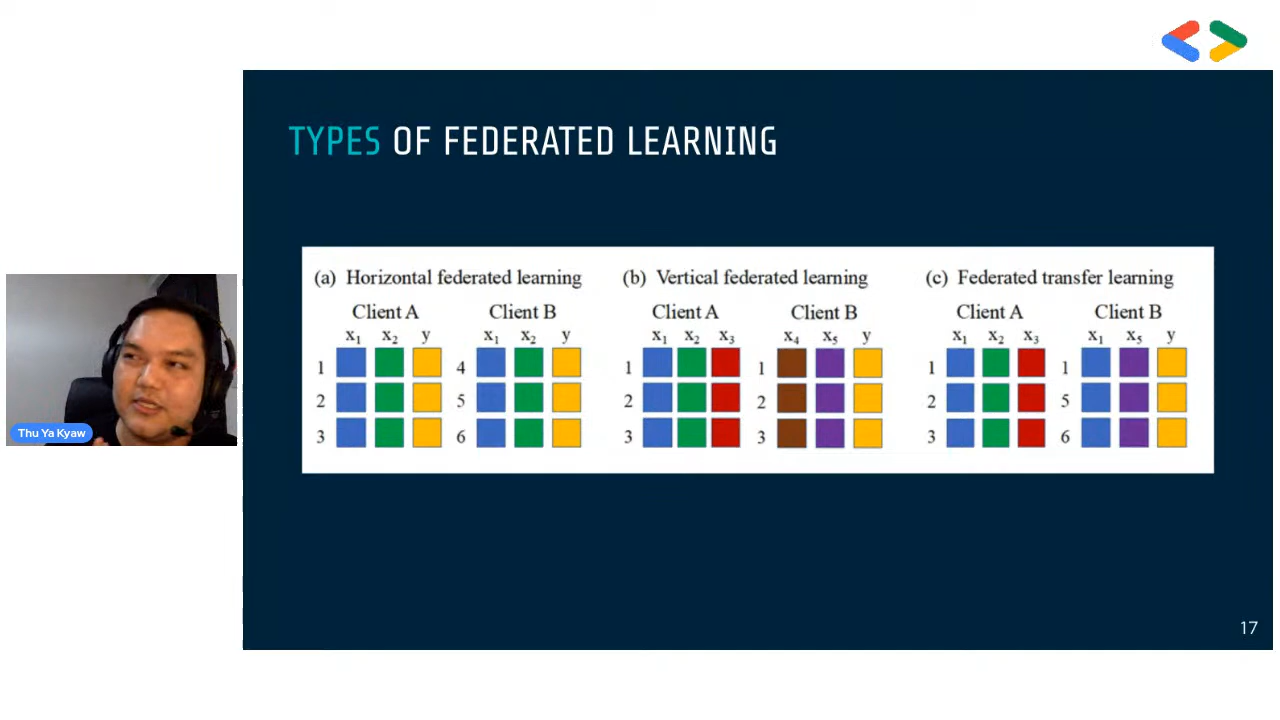 TYPES OF FEDERATED LEARNING
(a) Horizontal federated learning
Client A
Client B
x₁ x₂ y
x₁ x₂ y
1
2
3
4
5
6
(b) Vertical federated learning
Client A
Client B
x₁ x₂ x₃
x₄ x₅ y
1
2
3
1
2
3
(c) Federated transfer learning
Client A
Client B
x₁ x₂ x₃
x₁ x₅ y
1
2
3
1
5
6
Thu Ya Kyaw
17